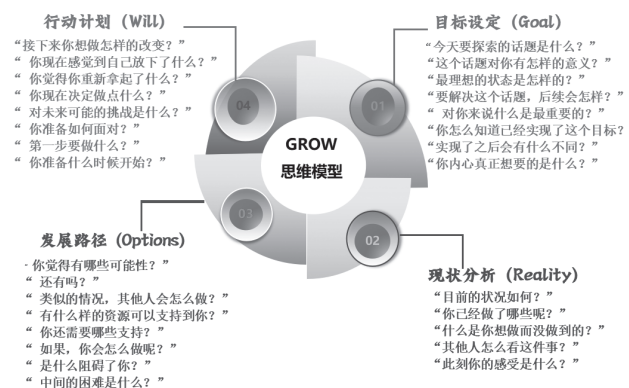 行动计划（Will）
“接下来你想做怎样的改变？”
“ 你现在感觉到自己放下了什么？”
“ 你觉得你重新拿起了什么？”
“ 你现在决定做点什么？”
“ 对未来可能的挑战是什么？”
“ 你准备如何面对？”
“ 第一步要做什么？”
“ 你准备什么时候开始？”
目标设定（Goal）
“今天要探索的话题是什么？”
“这个话题对你有怎样的意义？”
“最理想的状态是怎样的？”
“要解决这个话题，后续会怎样？”
“ 对你来说什么是最重要的？”
“你怎么知道已经实现了这个目标？
“实现了之后会有什么不同？”
“你内心真正想要的是什么？”
04
01
GROW
思维模型
03
02
发展路径（Options)
- 你觉得有哪些可能性？”
“ 还有吗？”
“ 类似的情况，其他人会怎么做？”
“ 有什么样的资源可以支持到你？”
“ 你还需要哪些支持？”
“ 如果，你会怎么做呢？”
“ 是什么阻碍了你？”
“ 中间的困难是什么？”
现状分析（Reality)
“目前的状况如何？”
“你已经做了哪些呢？”
“什么是你想做而没做到的？”
“其他人怎么看这件事？”
“此刻你的感受是什么？”